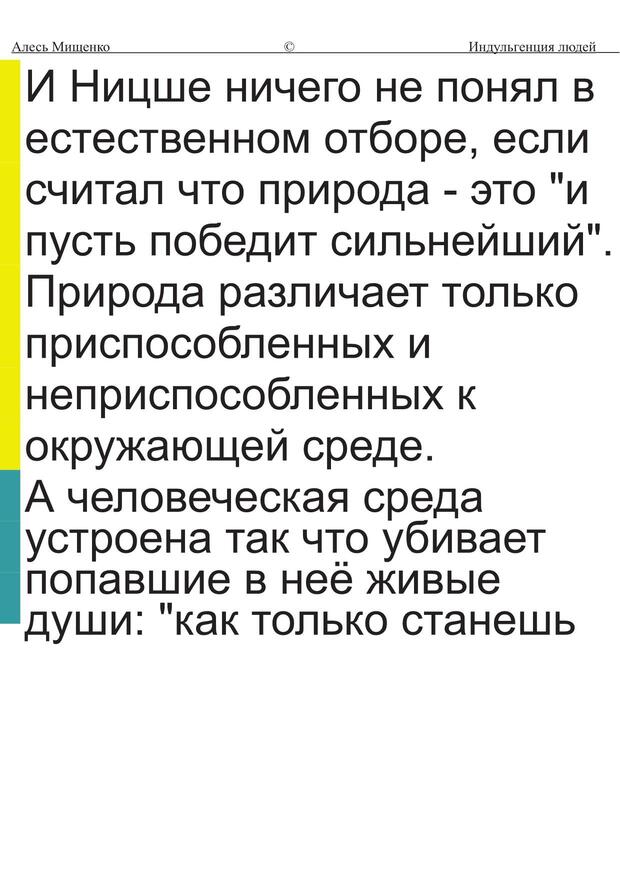 Алесь Мищенко © Индульгенция людей
И Ницше ничего не понял в
естественном отборе, если
считал что природа - это "и
пусть победит сильнейший".
Природа различает только
приспособленных и
неприспособленных к
окружающей среде.
А человеческая среда
устроена так что убивает
попавшие в неё живые
души: "как только станешь